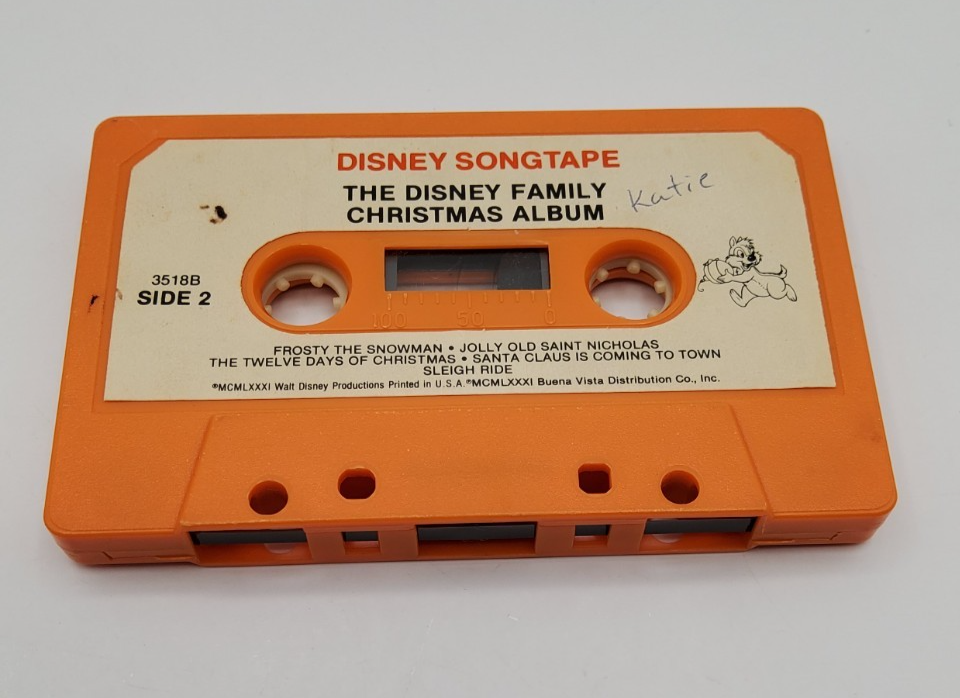 DISNEY SONGTAPE
THE DISNEY FAMILY
CHRISTMAS ALBUM
Katie
3518B
SIDE 2
100 50 0
FROSTY THE SNOWMAN • JOLLY OLD SAINT NICHOLAS
THE TWELVE DAYS OF CHRISTMAS • SANTA CLAUS IS COMING TO TOWN
SLEIGH RIDE
®MCMLXXXI Walt Disney Productions Printed in U.S.A.®MCMLXXXI Buena Vista Distribution Co., Inc.